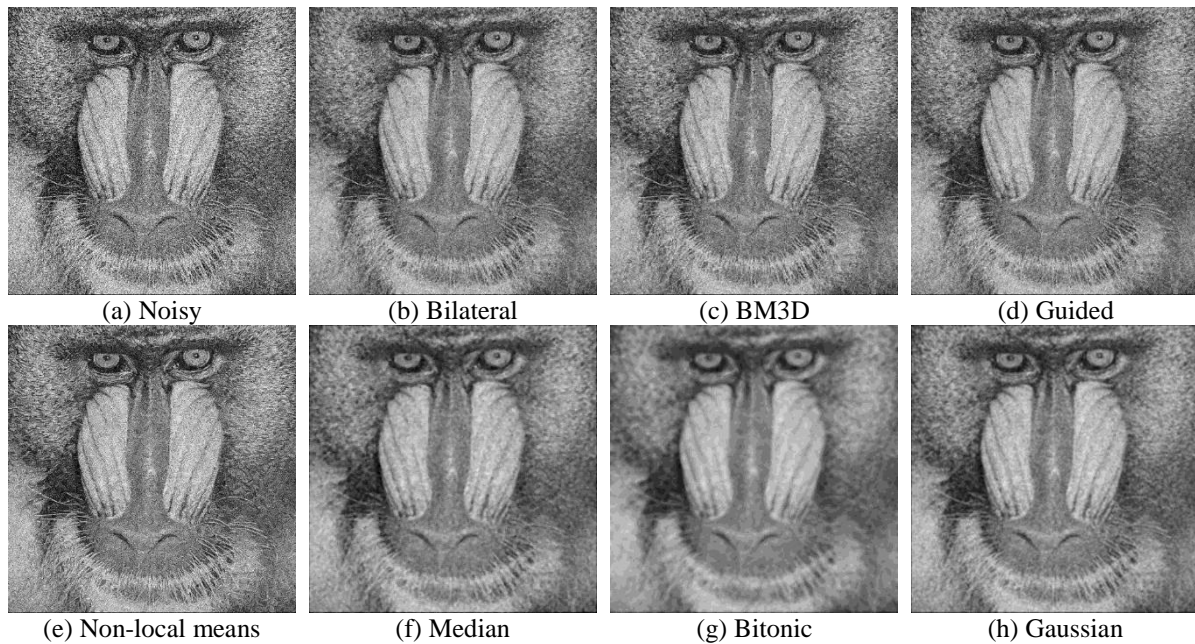 (a) Noisy
(b) Bilateral
(c) BM3D
(d) Guided
(e) Non-local means
(f) Median
(g) Bitonic
(h) Gaussian